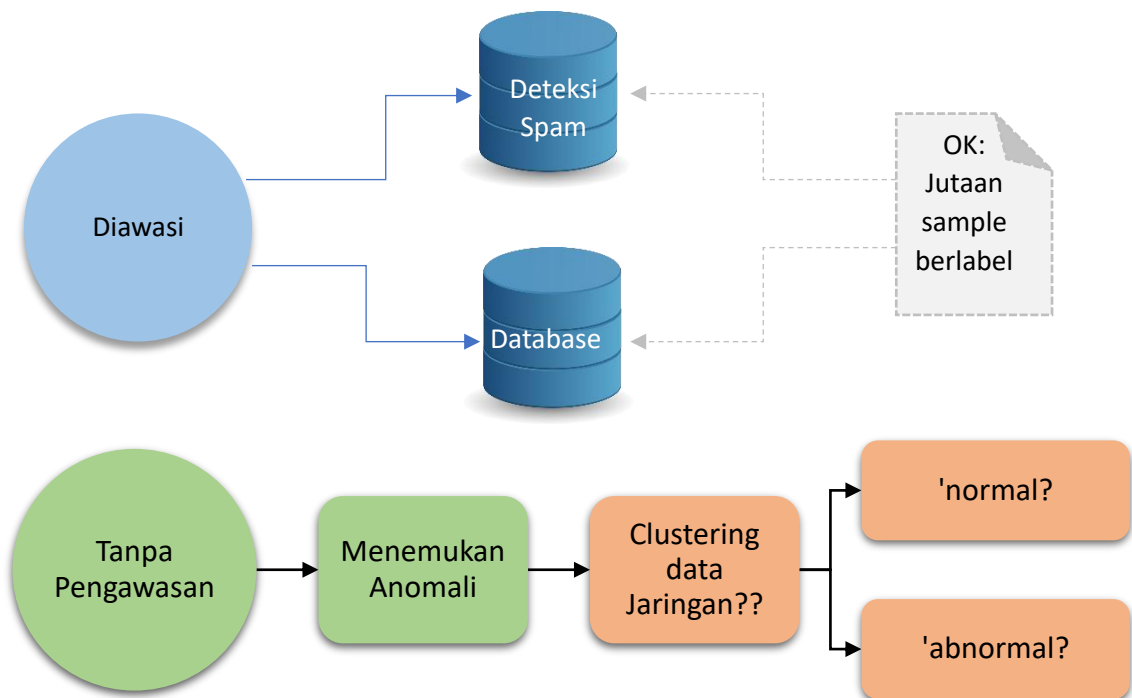 Deteksi
Spam
OK:
Jutaan
sample
berlabel
Diawasi
Database
Tanpa
Pengawasan
Menemukan
Anomali
Clustering
data
Jaringan??
'normal?
'abnormal?